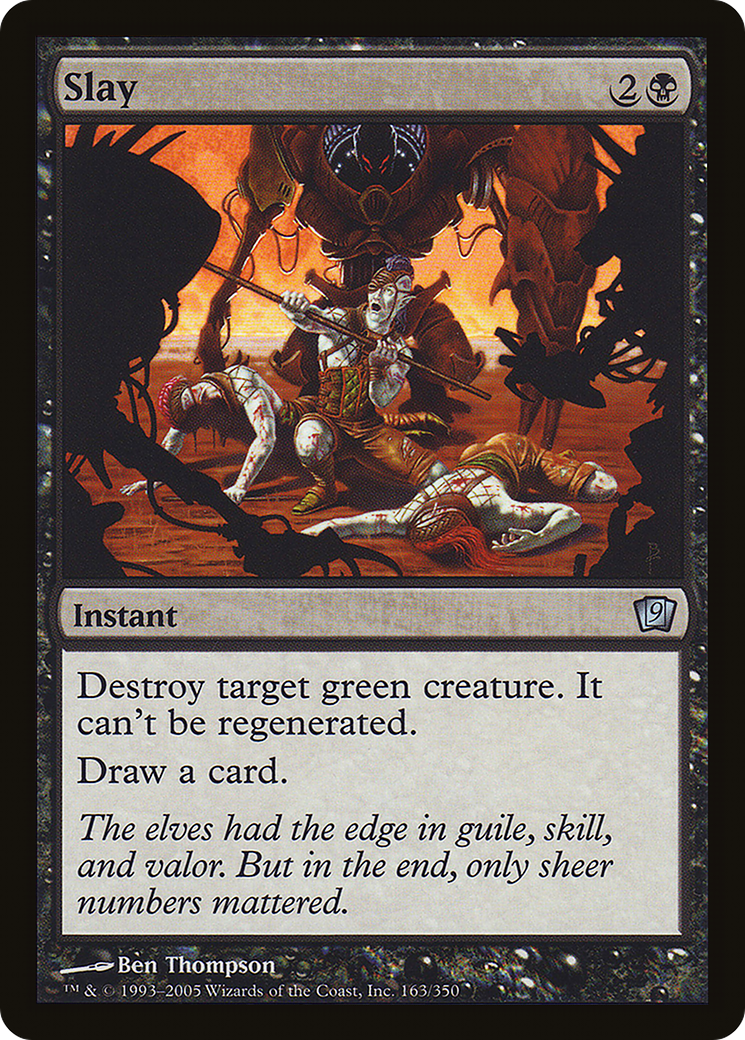 Slay 2
Instant 9
Destroy target green creature. It
can't be regenerated.
Draw a card.
The elves had the edge in guile, skill,
and valor. But in the end, only sheer
numbers mattered.
Ben Thompson
™ & © 1993–2005 Wizards of the Coast, Inc. 163/350